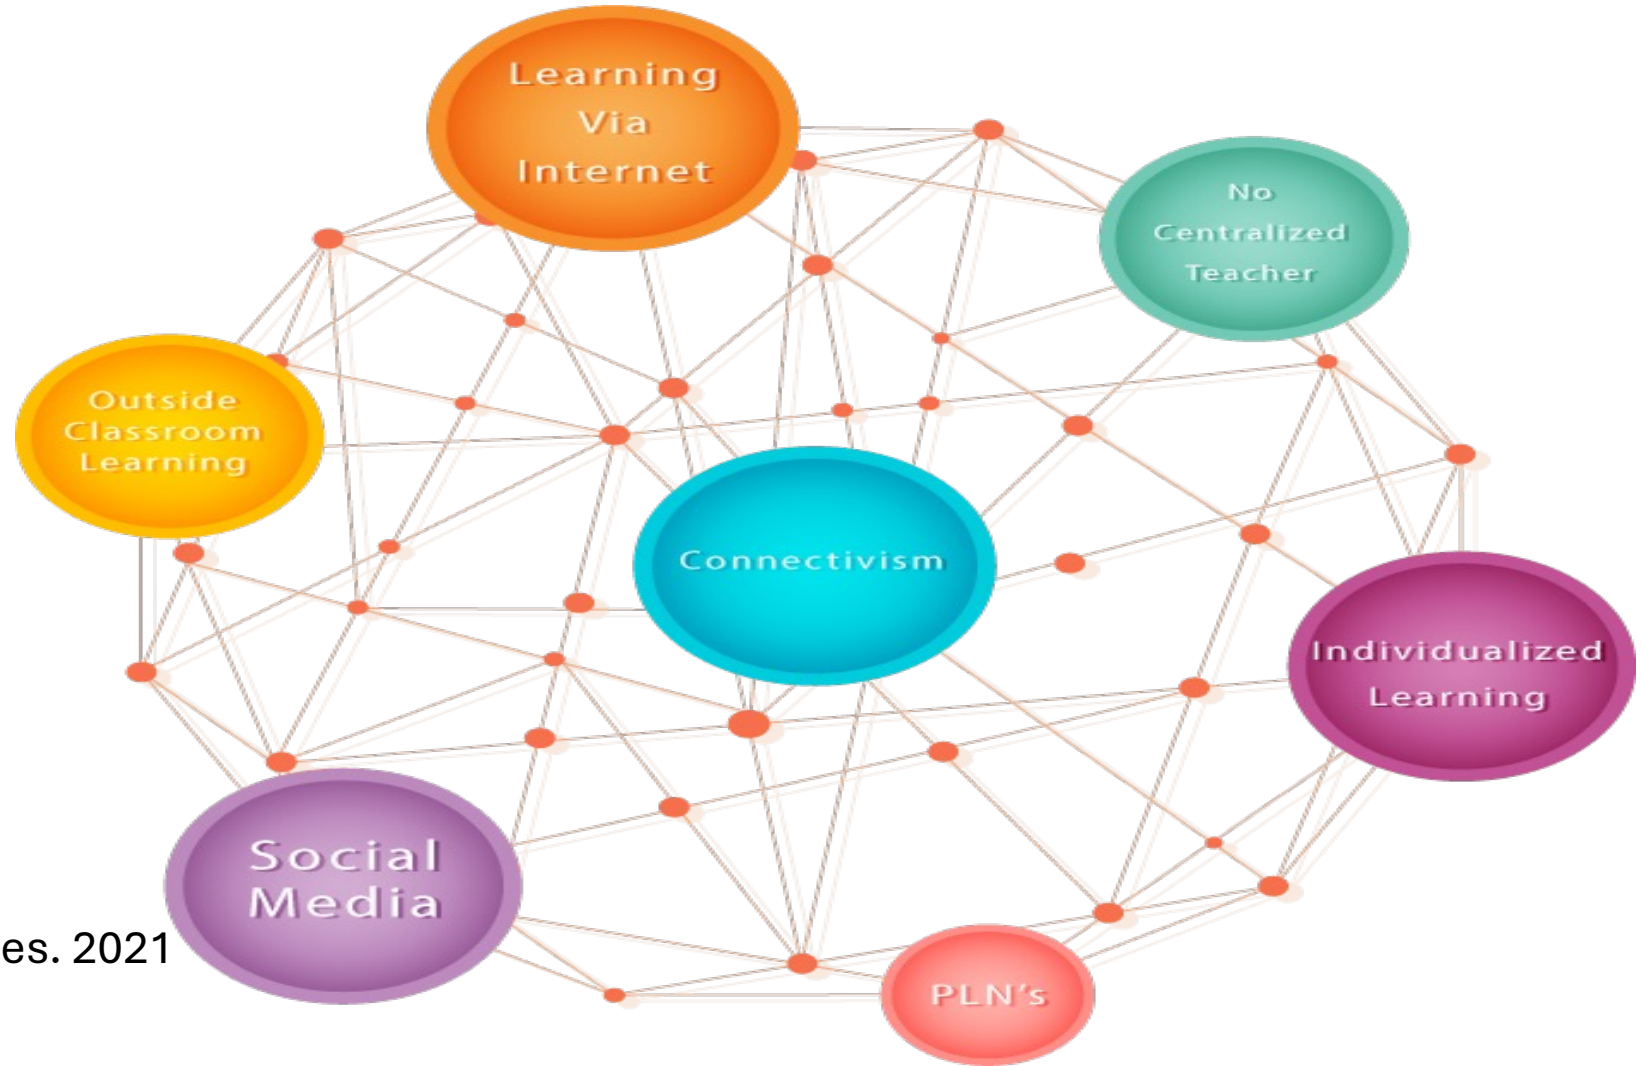 Learning
Via
Internet
No
Centralized
Teacher
Outside
Classroom
Learning
Connectivism
Individualized
Learning
Social
Media
es. 2021
PLN’s